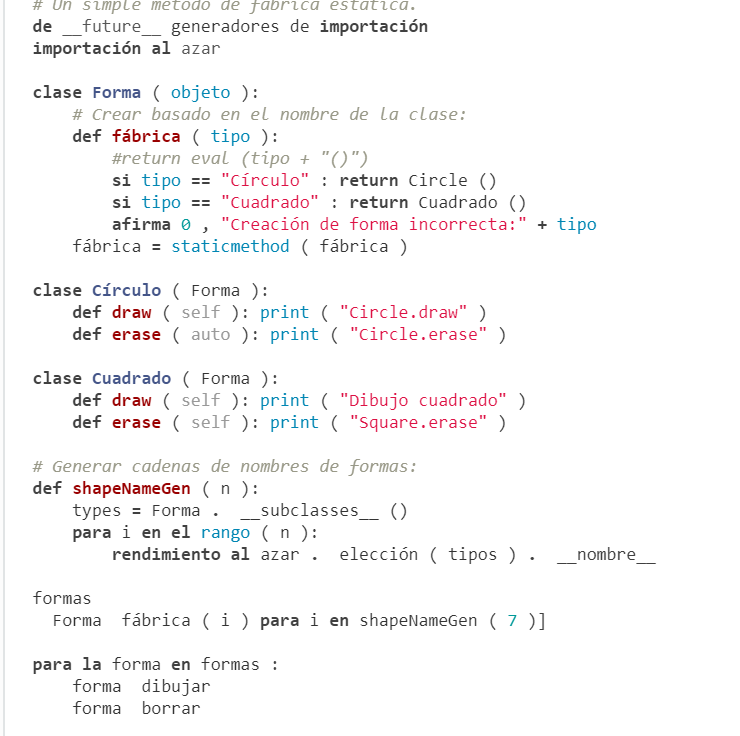 # Un simple método de fábrica estática.
de __future__ generadores de importación
importación al azar
clase Forma ( objeto ):
# Crear basado en el nombre de la clase:
def fábrica ( tipo ):
#return eval (tipo + "()")
si tipo == "Círculo" : return Circle ()
si tipo == "Cuadrado" : return Cuadrado ()
afirma 0 , "Creación de forma incorrecta:" + tipo
fábrica = staticmethod ( fábrica )
clase Círculo ( Forma ):
def draw ( self ): print ( "Circle.draw" )
def erase ( auto ): print ( "Circle.erase" )
clase Cuadrado ( Forma ):
def draw ( self ): print ( "Dibujo cuadrado" )
def erase ( self ): print ( "Square.erase" )
# Generar cadenas de nombres de formas:
def shapeNameGen ( n ):
types = Forma . __subclasses__ ()
para i en el rango ( n ):
rendimiento al azar . elección ( tipos ) . __nombre__
formas
Forma fábrica ( i ) para i en shapeNameGen ( 7 )]
para la forma en formas :
forma dibujar
forma borrar